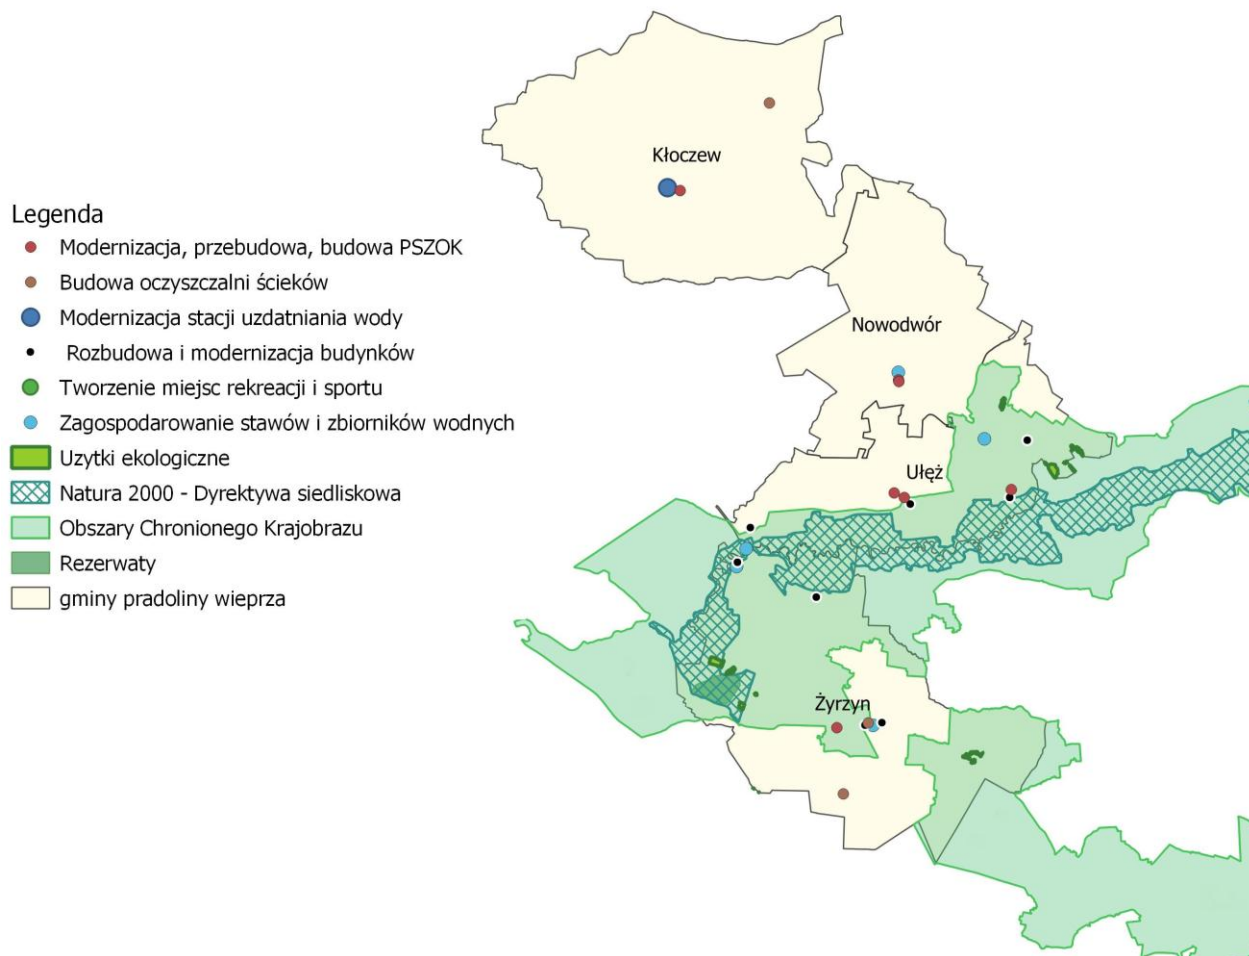 Kłoczew
Nowodwór
Ułęż
Żyrzyn
Legenda
Modernizacja, przebudowa, budowa PSZOK
Budowa oczyszczalni ścieków
Modernizacja stacji uzdatniania wody
Rozbudowa i modernizacja budynków
Tworzenie miejsc rekreacji i sportu
Zagospodarowanie stawów i zbiorników wodnych
Uzytki ekologiczne
Natura 2000 - Dyrektywa siedliskowa
Obszary Chronionego Krajobrazu
Rezerwaty
gminy pradoliny wieprza